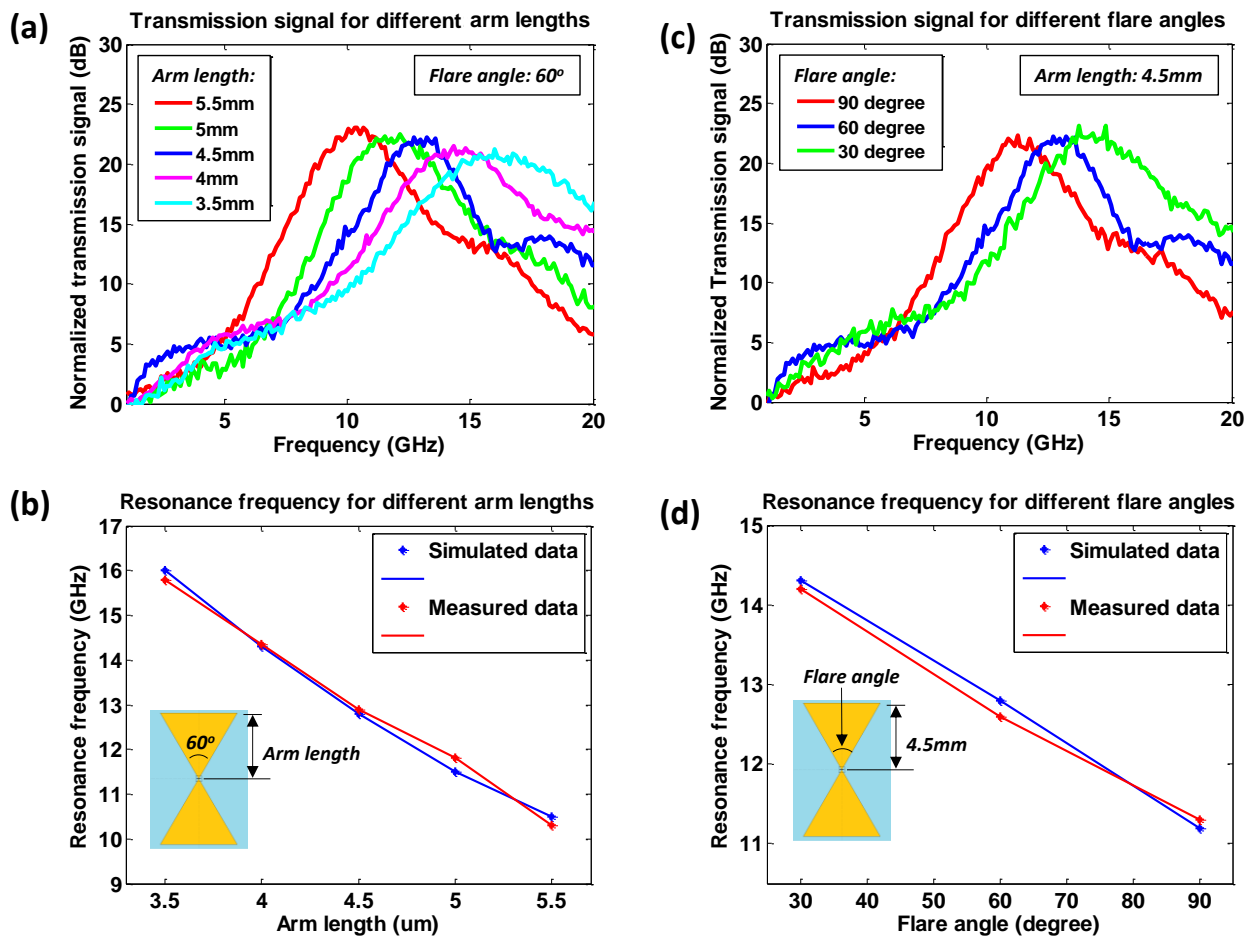 (a)
Transmission signal for different arm lengths
Normalized transmission signal (dB)
30
25
20
15
10
5
0
Arm length:
5.5mm
5mm
4.5mm
4mm
3.5mm
Flare angle: 60º
5
10
15
20
Frequency (GHz)
(c)
Transmission signal for different flare angles
Normalized Transmission signal (dB)
30
25
20
15
10
5
0
Flare angle:
90 degree
60 degree
30 degree
Arm length: 4.5mm
5
10
15
20
Frequency (GHz)
(b)
Resonance frequency for different arm lengths
Resonance frequency (GHz)
17
16
15
14
13
12
11
10
9
Simulated data
Measured data
60º
Arm length
3.5
4
4.5
5
5.5
Arm length (um)
(d)
Resonance frequency for different flare angles
Resonance frequency (GHz)
15
14
13
12
11
Simulated data
Measured data
Flare angle
4.5mm
30
40
50
60
70
80
90
Flare angle (degree)